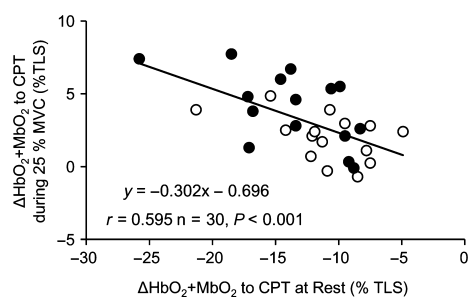 10
5
0
−5
ΔHbO₂+MbO₂ to CPT
during 25 % MVC (%TLS)
y = −0.302x − 0.696
r = 0.595 n = 30, P < 0.001
−30 −25 −20 −15 −10 −5 0
ΔHbO₂+MbO₂ to CPT at Rest (% TLS)